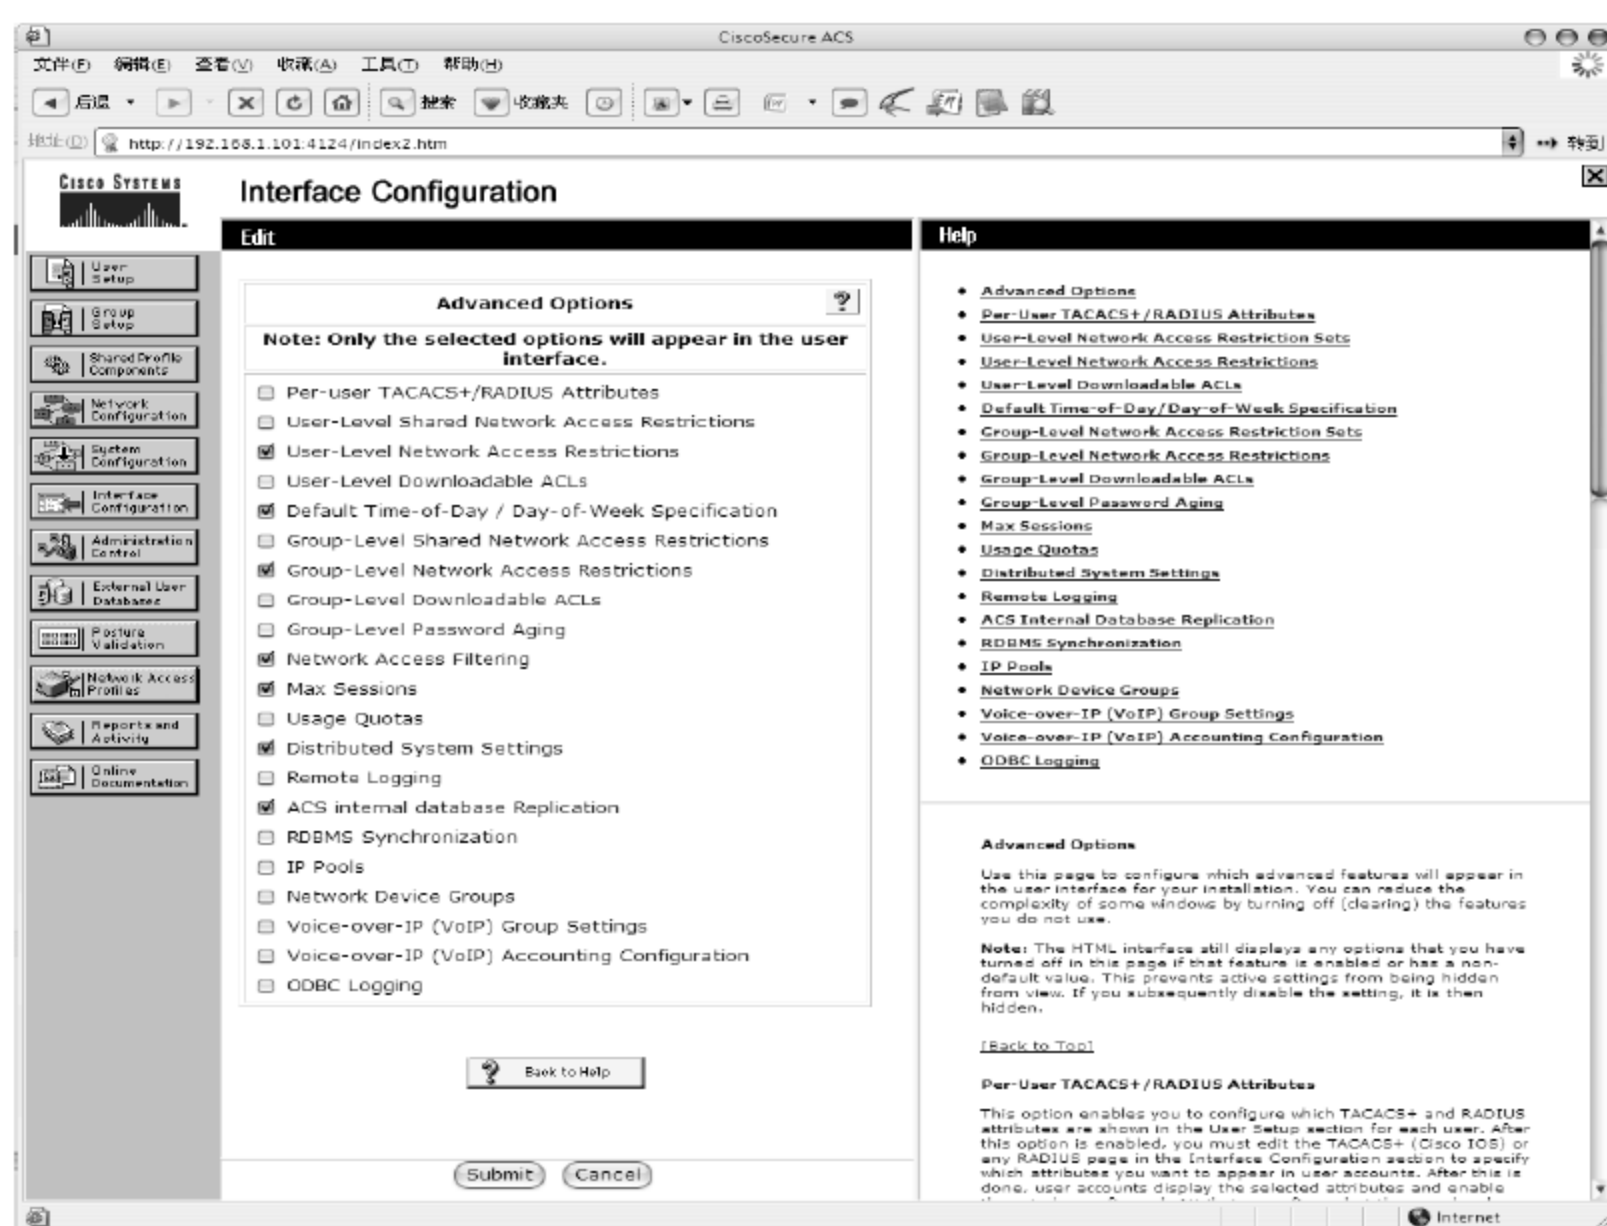 CiscoSecure ACS
文件(F) 编辑(E) 查看(V) 收藏(A) 工具(T) 帮助(H)
后退 搜索 收藏夹
地址(D) http://192.168.1.101:4124/index2.htm 转到
CISCO SYSTEMS
Interface Configuration
Edit
User Setup
Group Setup
Shared Profile Components
Network Configuration
System Configuration
Interface Configuration
Administration Control
External User Databases
Posture Validation
Network Access Profiles
Reports and Activity
Online Documentation
Advanced Options
Note: Only the selected options will appear in the user
interface.
Per-user TACACS+/RADIUS Attributes
User-Level Shared Network Access Restrictions
User-Level Network Access Restrictions
User-Level Downloadable ACLs
Default Time-of-Day / Day-of-Week Specification
Group-Level Shared Network Access Restrictions
Group-Level Network Access Restrictions
Group-Level Downloadable ACLs
Group-Level Password Aging
Network Access Filtering
Max Sessions
Usage Quotas
Distributed System Settings
Remote Logging
ACS internal database Replication
RDBMS Synchronization
IP Pools
Network Device Groups
Voice-over-IP (VoIP) Group Settings
Voice-over-IP (VoIP) Accounting Configuration
ODBC Logging
Back to Help
Submit Cancel
Help
Advanced Options
Per-User TACACS+/RADIUS Attributes
User-Level Network Access Restriction Sets
User-Level Network Access Restrictions
User-Level Downloadable ACLs
Default Time-of-Day/Day-of-Week Specification
Group-Level Network Access Restriction Sets
Group-Level Network Access Restrictions
Group-Level Downloadable ACLs
Group-Level Password Aging
Max Sessions
Usage Quotas
Distributed System Settings
Remote Logging
ACS Internal Database Replication
RDBMS Synchronization
IP Pools
Network Device Groups
Voice-over-IP (VoIP) Group Settings
Voice-over-IP (VoIP) Accounting Configuration
ODBC Logging
Advanced Options
Use this page to configure which advanced features will appear in
the user interface for your installation. You can reduce the
complexity of some windows by turning off (clearing) the features
you do not use.
Note: The HTML interface still displays any options that you have
turned off in this page if that feature is enabled or has a non-
default value. This prevents active settings from being hidden
from view. If you subsequently disable the setting, it is then
hidden.
[Back to Top]
Per-User TACACS+/RADIUS Attributes
This option enables you to configure which TACACS+ and RADIUS
attributes are shown in the User Setup section for each user. After
this option is enabled, you must edit the TACACS+ (Cisco IOS) or
any RADIUS page in the Interface Configuration section to specify
which attributes you want to appear in user accounts. After this is
done, user accounts display the selected attributes and enable
Internet